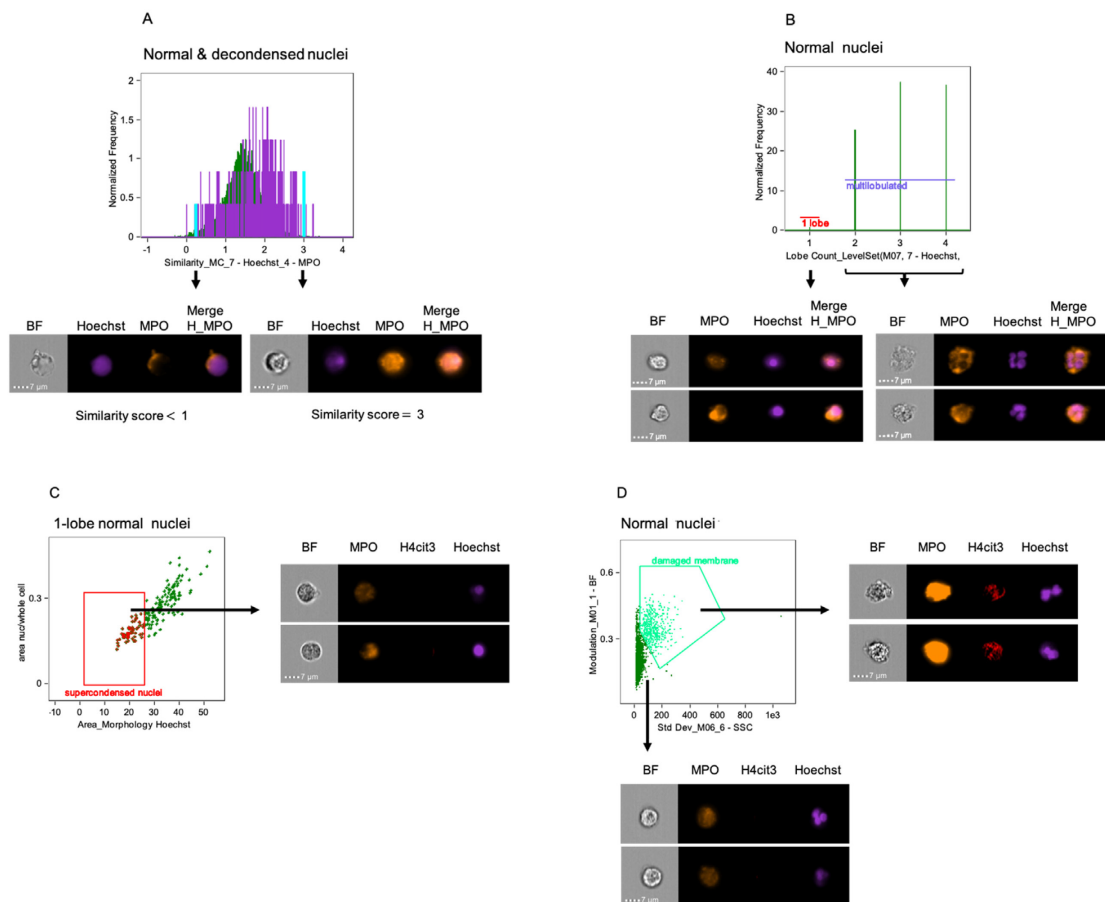 A
Normal & decondensed nuclei
2
1.5
1
0.5
0
Normalized Frequency
-1 0 1 2 3 4
Similarity_MC_7 - Hoechst_4 - MPO
BF Hoechst MPO Merge H_MPO
BF Hoechst MPO Merge H_MPO
7 µm
7 µm
Similarity score < 1
Similarity score = 3
B
Normal nuclei
40
30
20
10
0
Normalized Frequency
multilobulated
1 lobe
1 2 3 4
Lobe Count_LevelSet(M07, 7 - Hoechst,
BF MPO Hoechst Merge H_MPO
BF MPO Hoechst Merge H_MPO
7 µm
7 µm
7 µm
7 µm
C
1-lobe normal nuclei
0.3
0
area nuc/whole cell
supercondensed nuclei
-10 0 10 20 30 40 50
Area_Morphology Hoechst
BF MPO H4cit3 Hoechst
7 µm
D
Normal nuclei
damaged membrane
0.6
0.3
Modulation_M01_1 - BF
0 200 400 600 800 1e3
Std Dev_M06_6 - SSC
BF MPO H4cit3 Hoechst
7 µm
BF MPO H4cit3 Hoechst
7 µm